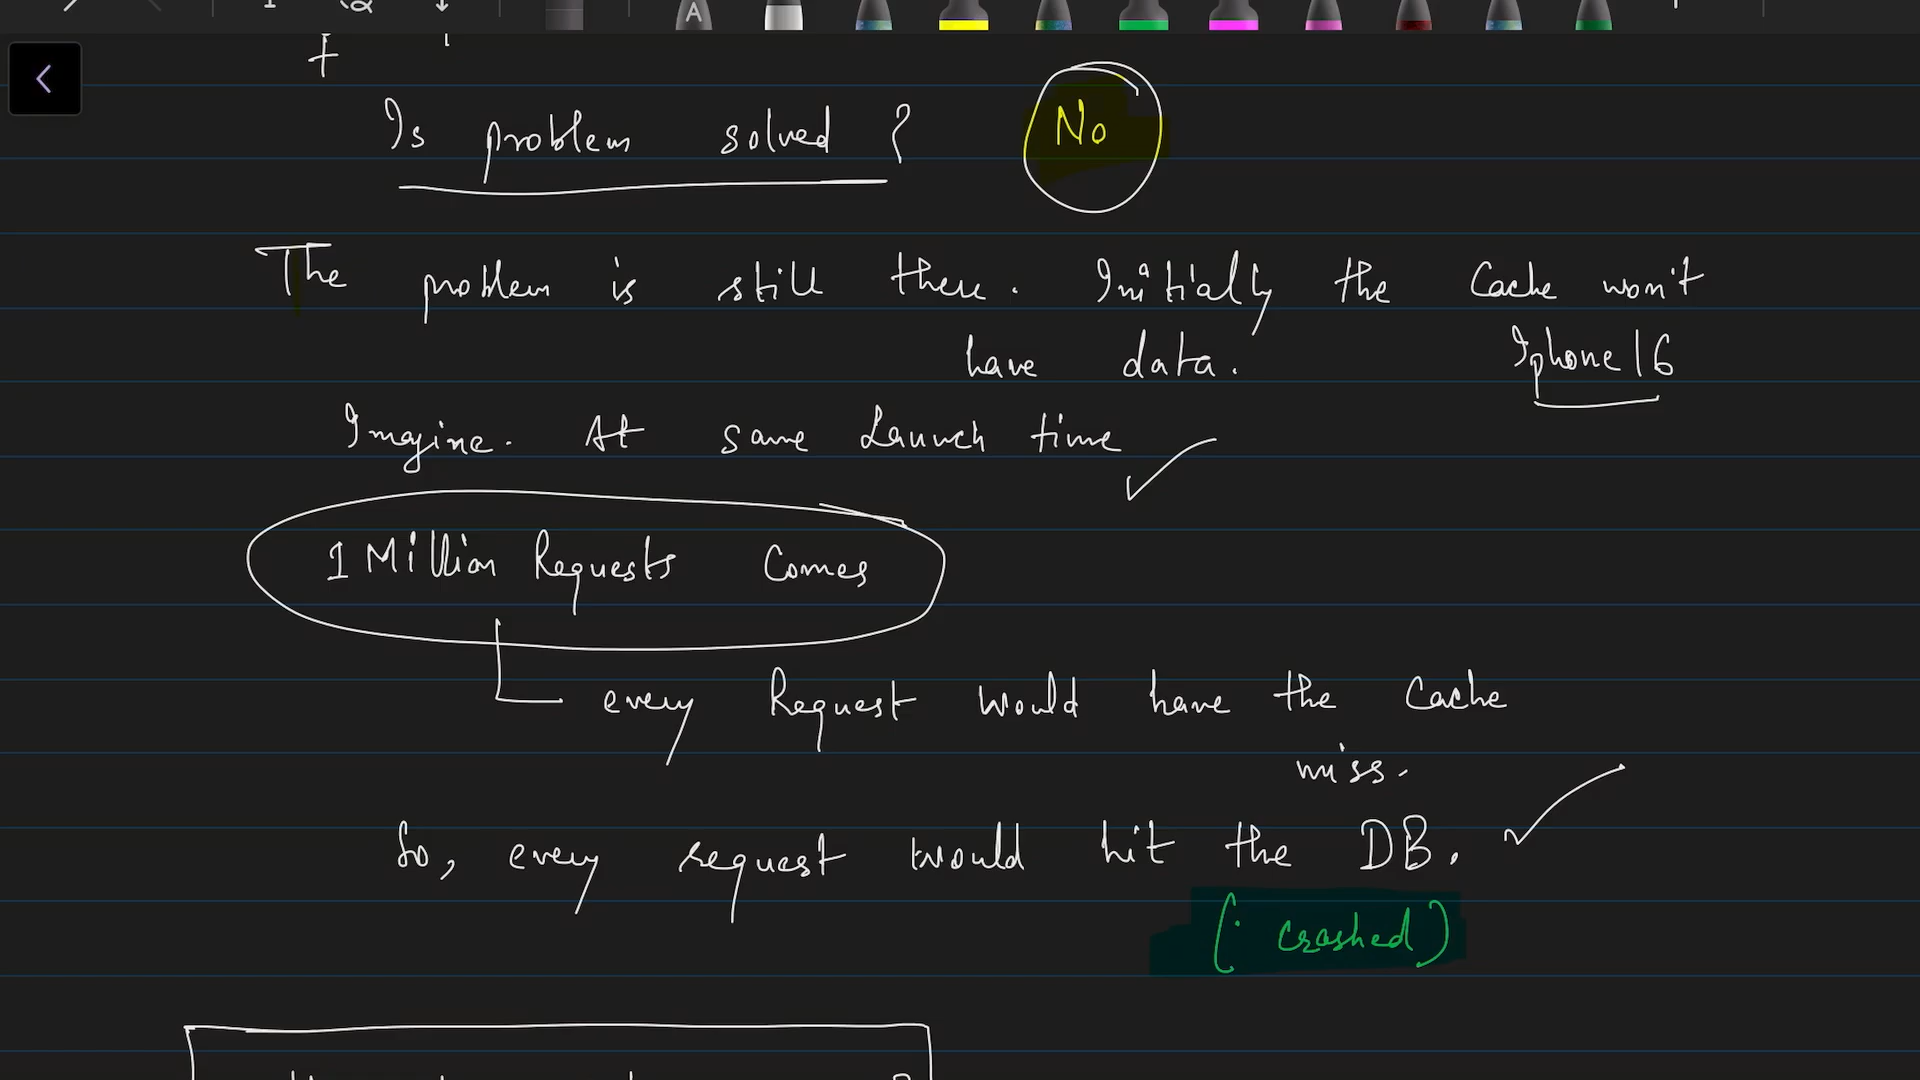 Is problem solved ? No
The problem is still there. Initially the Cache won't
have data. Iphone 16
Imagine. At same Launch time
1 Million Requests Comes
every Request would have the Cache
miss.
So, every request would hit the DB.
(crashed)